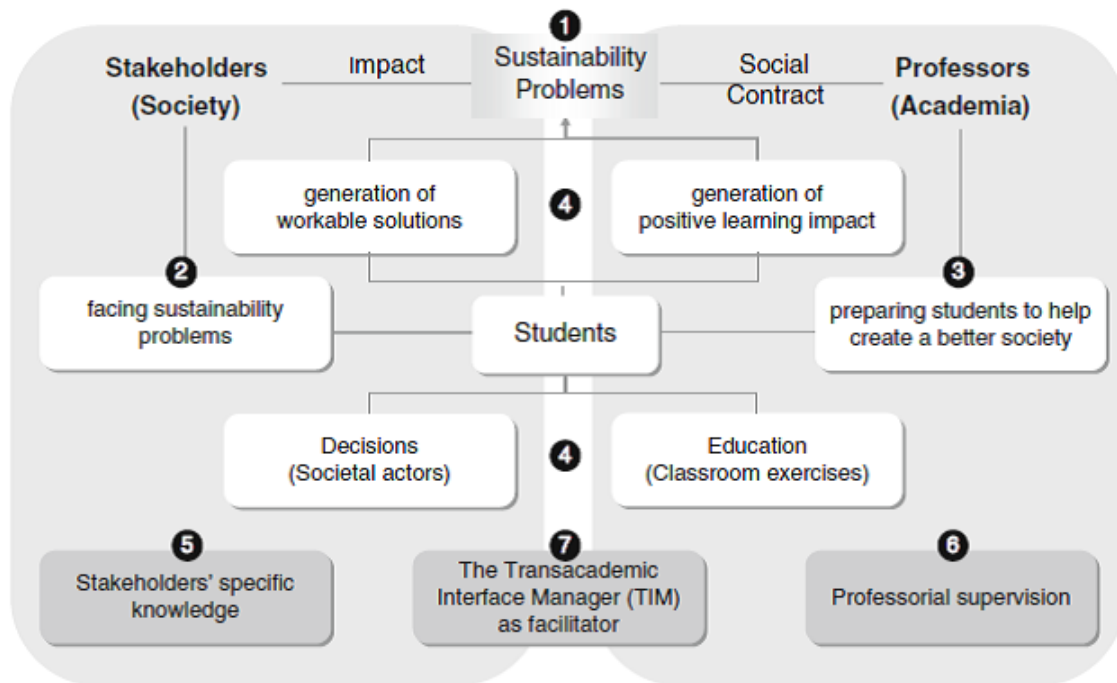 1
Stakeholders
(Society)
Impact
Sustainability
Problems
Social
Contract
Professors
(Academia)
generation of
workable solutions
4
generation of
positive learning impact
2
facing sustainability
problems
Students
3
preparing students to help
create a better society
Decisions
(Societal actors)
4
Education
(Classroom exercises)
5
Stakeholders' specific
knowledge
7
The Transacademic
Interface Manager (TIM)
as facilitator
6
Professorial supervision